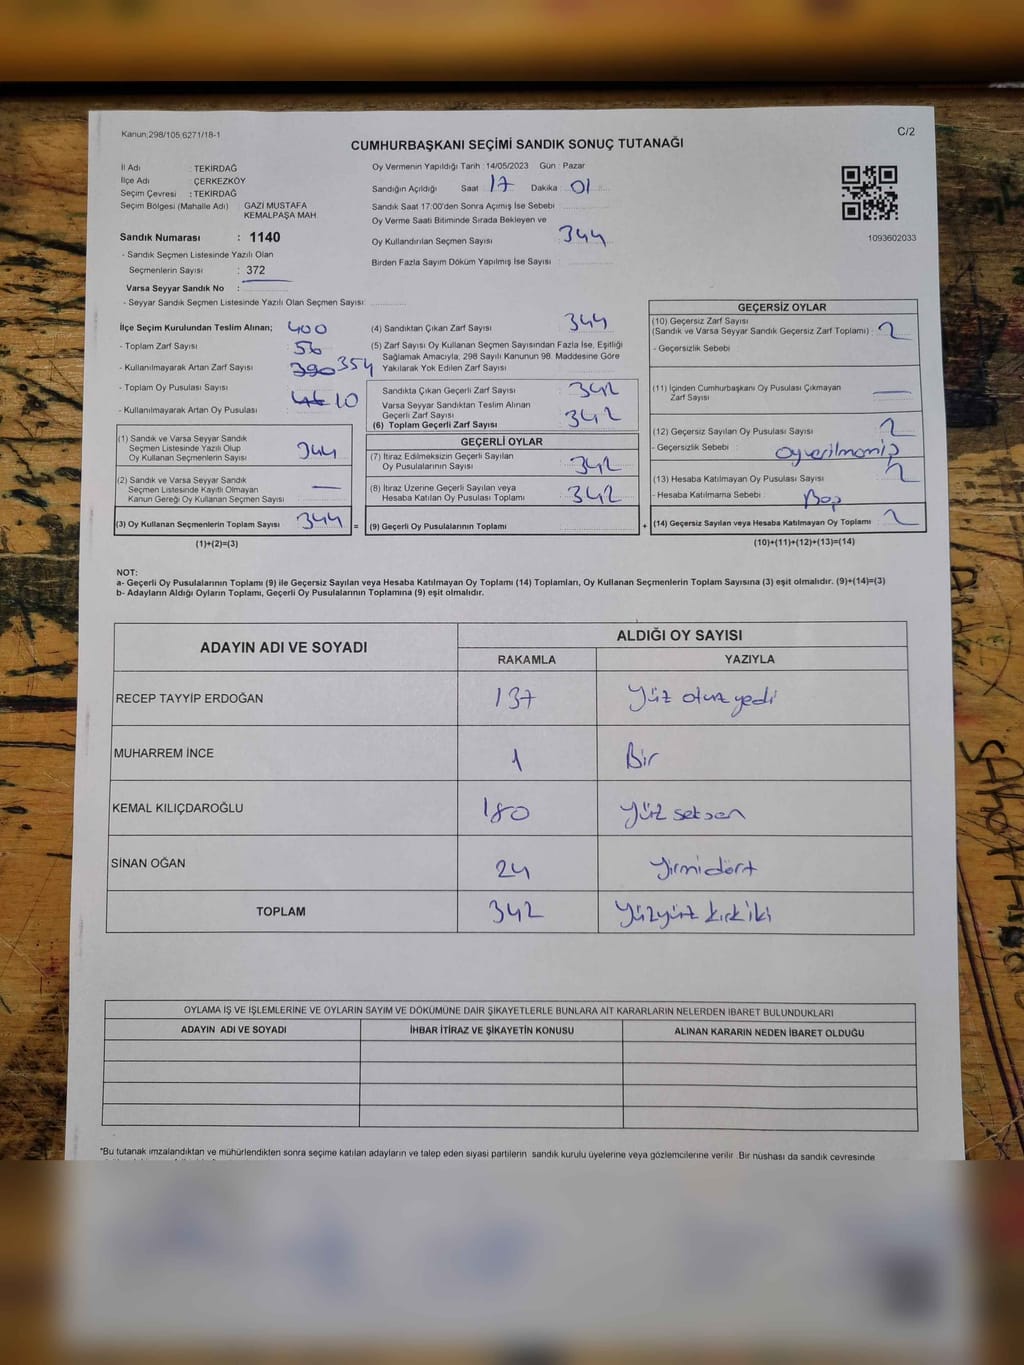 Kanun;298/105,6271/18-1
C/2
CUMHURBAŞKANI SEÇİMİ SANDIK SONUÇ TUTANAĞI
İl Adı : TEKİRDAĞ
İlçe Adı : ÇERKEZKÖY
Seçim Çevresi : TEKİRDAĞ
Seçim Bölgesi (Mahalle Adı) GAZİ MUSTAFA
KEMALPAŞA MAH.
Sandık Numarası : 1140
- Sandık Seçmen Listesinde Yazılı Olan
Seçmenlerin Sayısı : 372
Varsa Seyyar Sandık No :
- Seyyar Sandık Seçmen Listesinde Yazılı Olan Seçmen Sayısı:
Oy Vermenin Yapıldığı Tarih : 14/05/2023 Gün : Pazar
Sandığın Açıldığı Saat 17 Dakika 01
Sandık Saat 17:00'den Sonra Açımış İse Sebebi
Oy Verme Saati Bitiminde Sırada Bekleyen ve
Oy Kullandırılan Seçmen Sayısı 344
Birden Fazla Sayım Döküm Yapılmış İse Sayısı
1093602033
İlçe Seçim Kurulundan Teslim Alınan;
- Toplam Zarf Sayısı 400
- Kullanılmayarak Artan Zarf Sayısı 56
- Toplam Oy Pusulası Sayısı 390 354
- Kullanılmayarak Artan Oy Pusulası 10
(1) Sandık ve Varsa Seyyar Sandık
Seçmen Listesinde Yazılı Olup
Oy Kullanan Seçmenlerin Sayısı 344
(2) Sandık ve Varsa Seyyar Sandık
Seçmen Listesinde Kayıtlı Olmayan
Kanun Gereği Oy Kullanan Seçmen Sayısı —
(3) Oy Kullanan Seçmenlerin Toplam Sayısı 344 =
(1)+(2)=(3)
(4) Sandıktan Çıkan Zarf Sayısı 344
(5) Zarf Sayısı Oy Kullanan Seçmen Sayısından Fazla İse, Eşitliği
Sağlamak Amacıyla, 298 Sayılı Kanunun 98. Maddesine Göre
Yakılarak Yok Edilen Zarf Sayısı
Sandıkta Çıkan Geçerli Zarf Sayısı 342
Varsa Seyyar Sandıktan Teslim Alınan
Geçerli Zarf Sayısı
(6) Toplam Geçerli Zarf Sayısı 342
GEÇERLİ OYLAR
(7) İtiraz Edilmeksizin Geçerli Sayılan
Oy Pusulalarının Sayısı 342
(8) İtiraz Üzerine Geçerli Sayılan veya
Hesaba Katılan Oy Pusulası Toplamı 342
(9) Geçerli Oy Pusulalarının Toplamı +
GEÇERSİZ OYLAR
(10) Geçersiz Zarf Sayısı
(Sandık ve Varsa Seyyar Sandık Geçersiz Zarf Toplamı) : 2
- Geçersizlik Sebebi
(11) İçinden Cumhurbaşkanı Oy Pusulası Çıkmayan
Zarf Sayısı —
(12) Geçersiz Sayılan Oy Pusulası Sayısı 2
- Geçersizlik Sebebi : oy verilmemiş
(13) Hesaba Katılmayan Oy Pusulası Sayısı : 2
- Hesaba Katılmama Sebebi : Boş
(14) Geçersiz Sayılan veya Hesaba Katılmayan Oy Toplamı : 2
(10)+(11)+(12)+(13)=(14)
NOT:
a- Geçerli Oy Pusulalarının Toplamı (9) ile Geçersiz Sayılan veya Hesaba Katılmayan Oy Toplamı (14) Toplamları, Oy Kullanan Seçmenlerin Toplam Sayısına (3) eşit olmalıdır. (9)+(14)=(3)
b- Adayların Aldığı Oyların Toplamı, Geçerli Oy Pusulalarının Toplamına (9) eşit olmalıdır.
ADAYIN ADI VE SOYADI
ALDIĞI OY SAYISI
RAKAMLA YAZIYLA
RECEP TAYYİP ERDOĞAN 137 Yüz otuz yedi
MUHARREM İNCE 1 Bir
KEMAL KILIÇDAROĞLU 180 Yüz seksen
SİNAN OĞAN 24 Yirmidört
TOPLAM 342 Yüzyüz kırk iki
OYLAMA İŞ VE İŞLEMLERİNE VE OYLARIN SAYIM VE DÖKÜMÜNE DAİR ŞİKAYETLERLE BUNLARA AİT KARARLARIN NELERDEN İBARET BULUNDUKLARI
ADAYIN ADI VE SOYADI İHBAR İTİRAZ VE ŞİKAYETİN KONUSU ALINAN KARARIN NEDEN İBARET OLDUĞU
*Bu tutanak imzalandıktan ve mühürlendikten sonra seçime katılan adayların ve talep eden siyasi partilerin sandık kurulu üyelerine veya gözlemcilerine verilir. Bir nüshası da sandık çevresinde